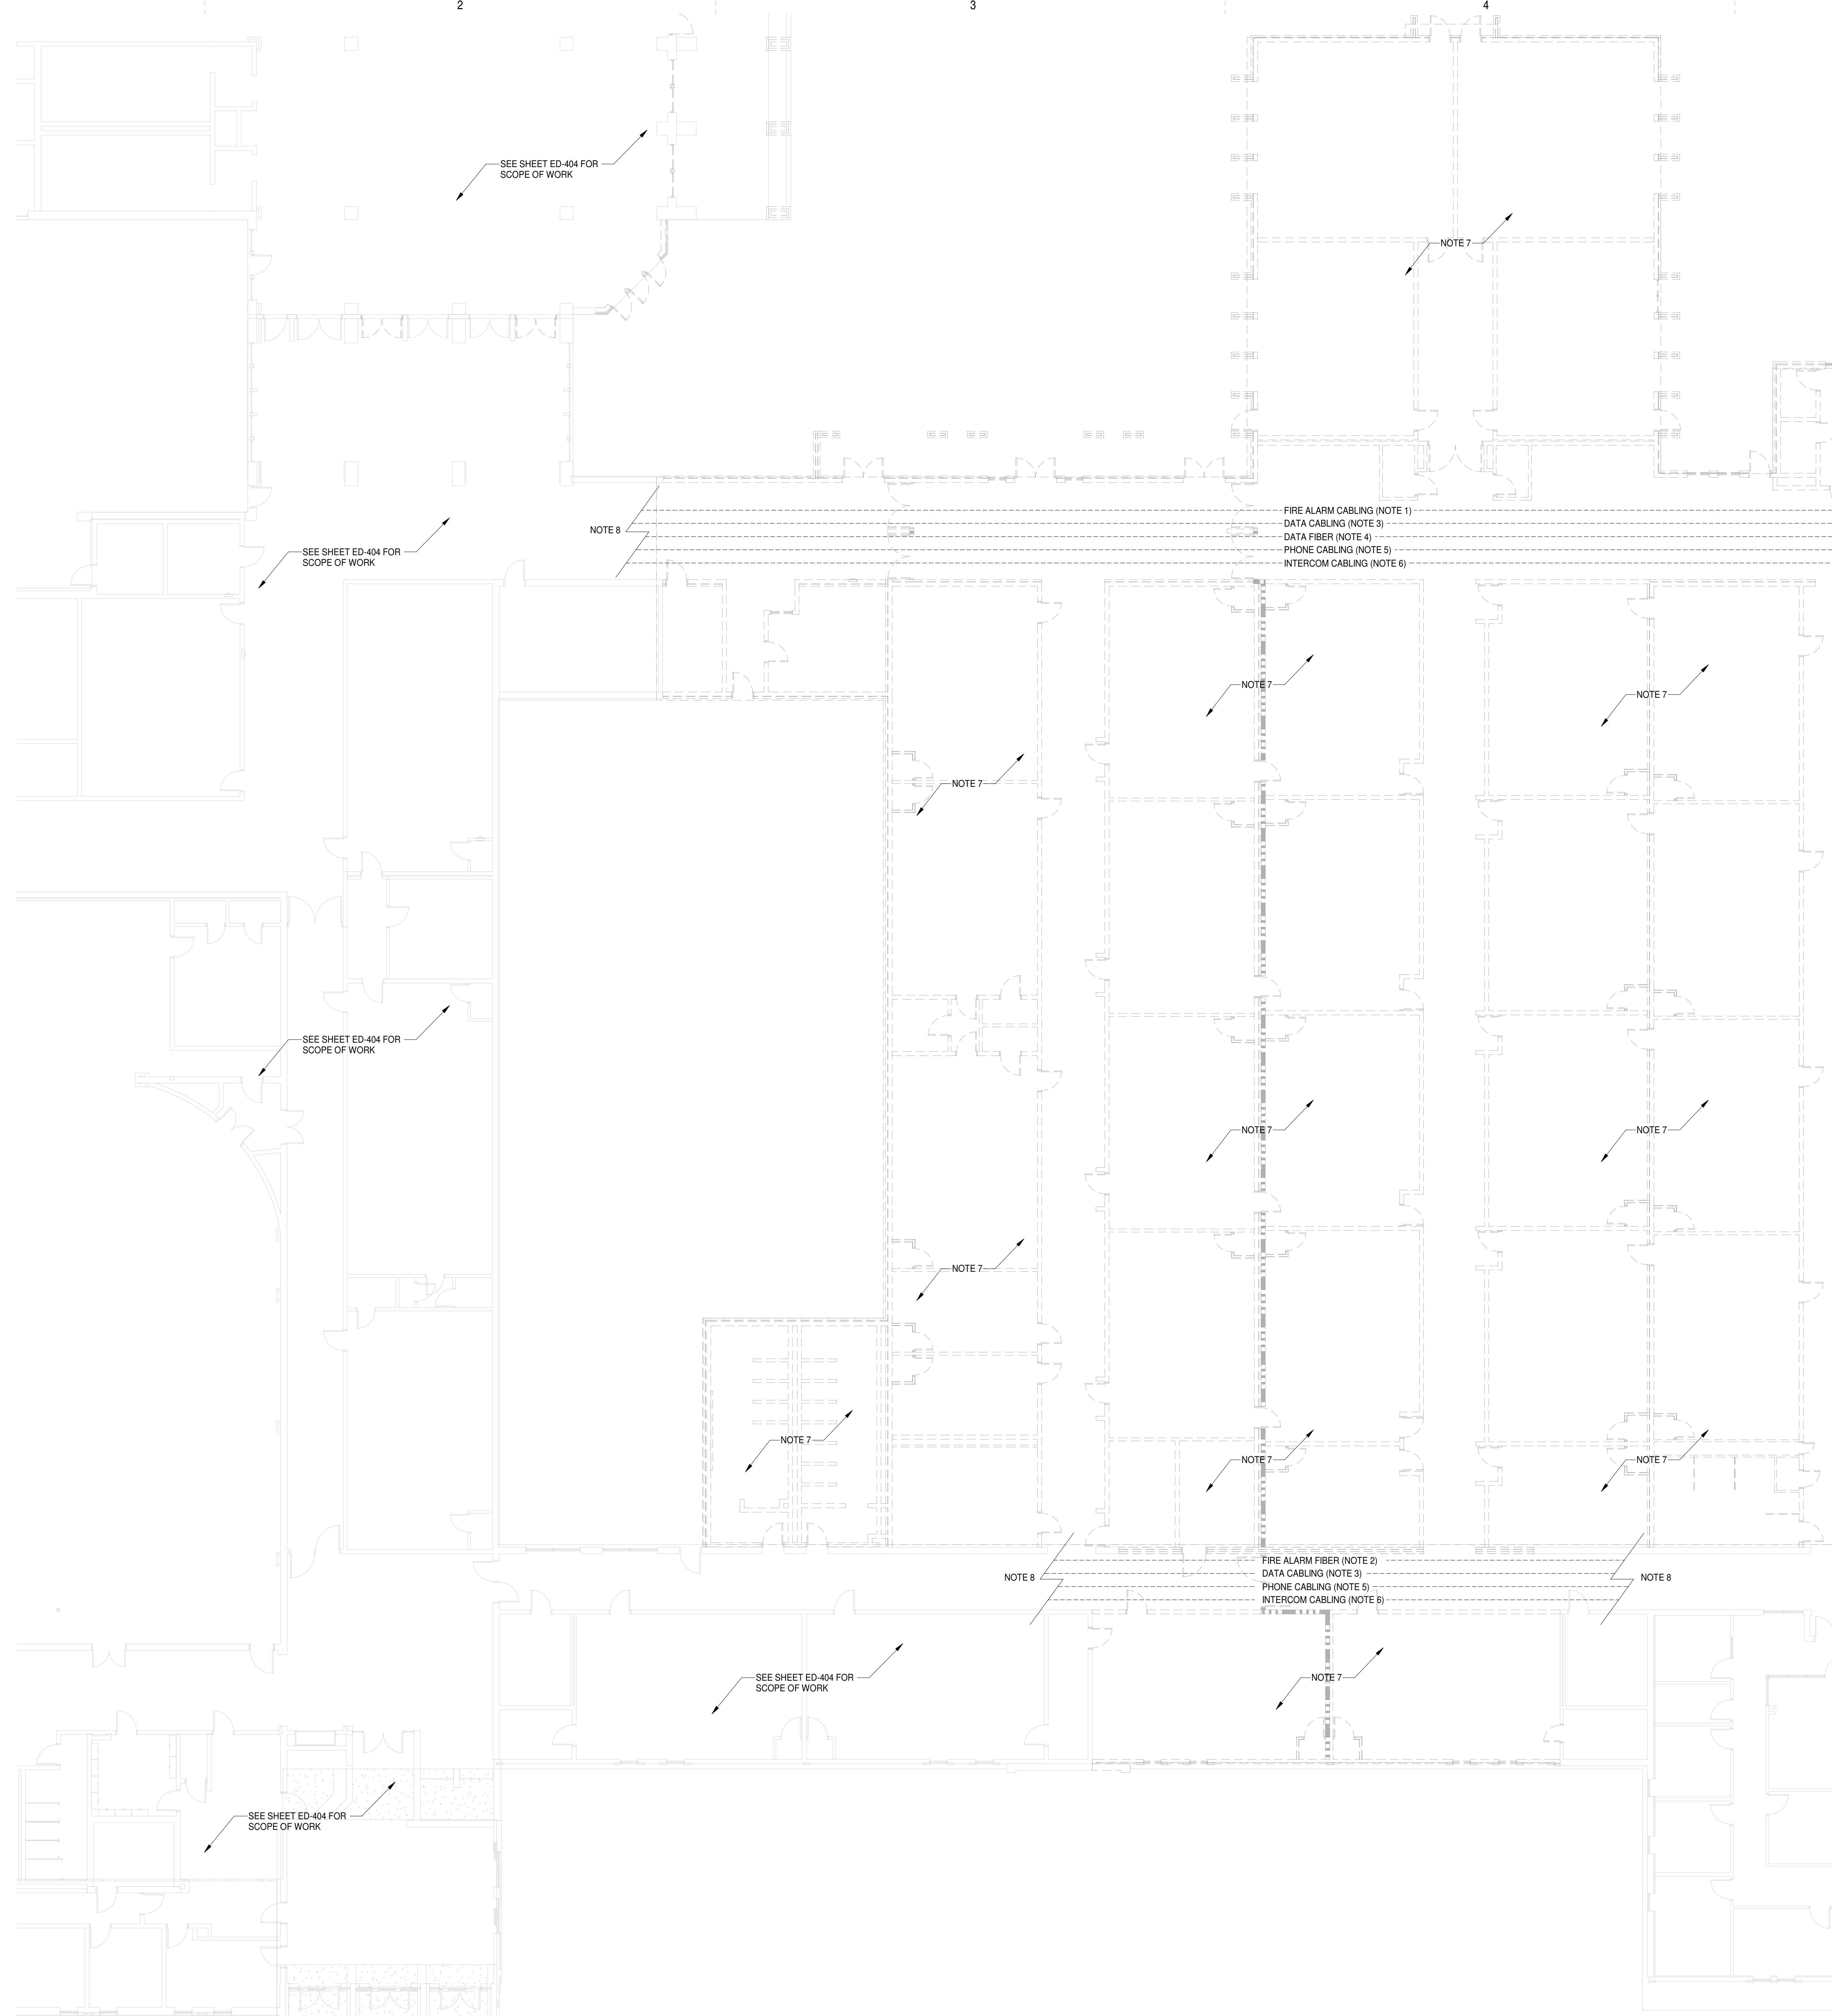 2
3
4
SEE SHEET ED-404 FOR
SCOPE OF WORK
NOTE 7
FIRE ALARM CABLING (NOTE 1)
DATA CABLING (NOTE 3)
NOTE 8
DATA FIBER (NOTE 4)
PHONE CABLING (NOTE 5)
INTERCOM CABLING (NOTE 6)
SEE SHEET ED-404 FOR
SCOPE OF WORK
NOTE 7
NOTE 7
NOTE 7
SEE SHEET ED-404 FOR
SCOPE OF WORK
NOTE 7
NOTE 7
NOTE 7
NOTE 7
NOTE 7
NOTE 7
FIRE ALARM FIBER (NOTE 2)
DATA CABLING (NOTE 3)
NOTE 8
NOTE 8
PHONE CABLING (NOTE 5)
INTERCOM CABLING (NOTE 6)
SEE SHEET ED-404 FOR
SCOPE OF WORK
NOTE 7
SEE SHEET ED-404 FOR
SCOPE OF WORK